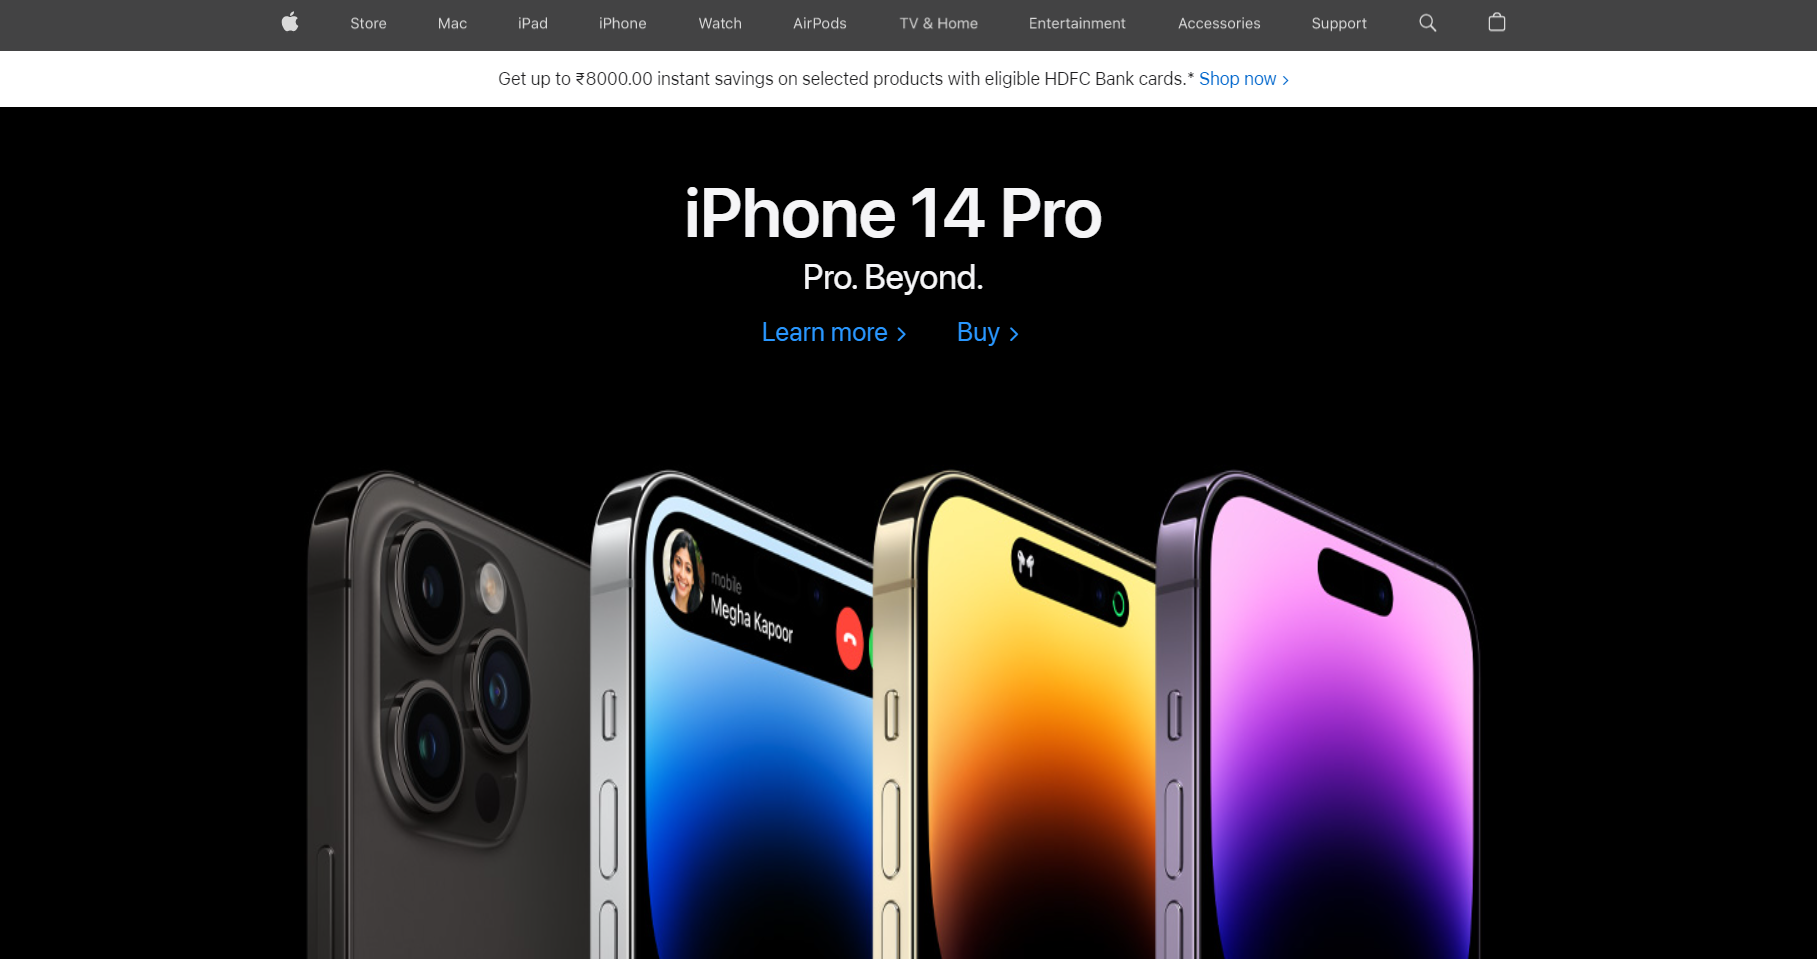 Store Mac iPad iPhone Watch AirPods TV & Home Entertainment Accessories Support
Get up to ₹8000.00 instant savings on selected products with eligible HDFC Bank cards.* Shop now >
iPhone 14 Pro
Pro. Beyond.
Learn more > Buy >
mobile
Megha Kapoor